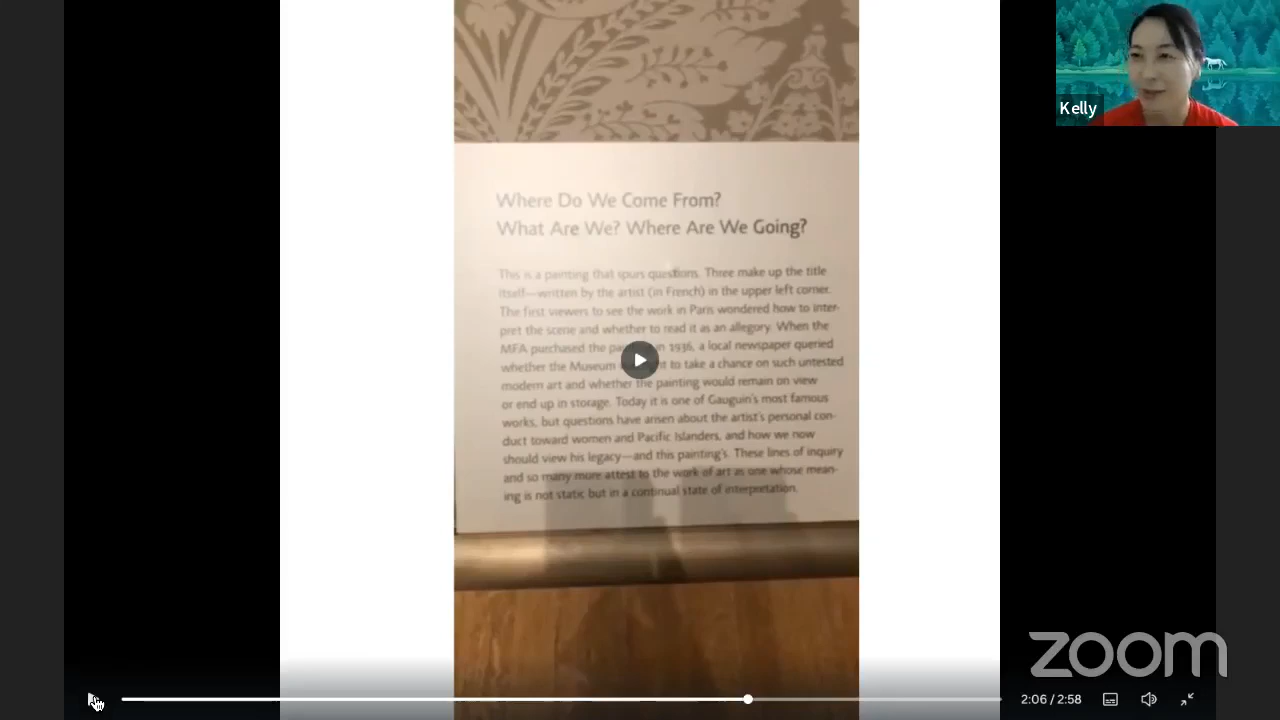 Kelly
Where Do We Come From?
What Are We? Where Are We Going?
This is a painting that spurs questions. Three make up the title
itself—written by the artist (in French) in the upper left corner.
The first viewers to see the work in Paris wondered how to inter-
pret the scene and whether to read it as an allegory. When the
MFA purchased the in 1936, a local newspaper queried
whether the Museum to take a chance on such untested
modern art and whether the painting would remain on view
or end up in storage. Today it is one of Gauguin's most famous
works, but questions have arisen about the artist's personal con-
duct toward women and Pacific Islanders, and how we now
should view his legacy—and this painting's. These lines of inquiry
and so many more attest to the work of art as one whose mean-
ing is not static but in a continual state of interpretation.
zoom
2:06 / 2:58